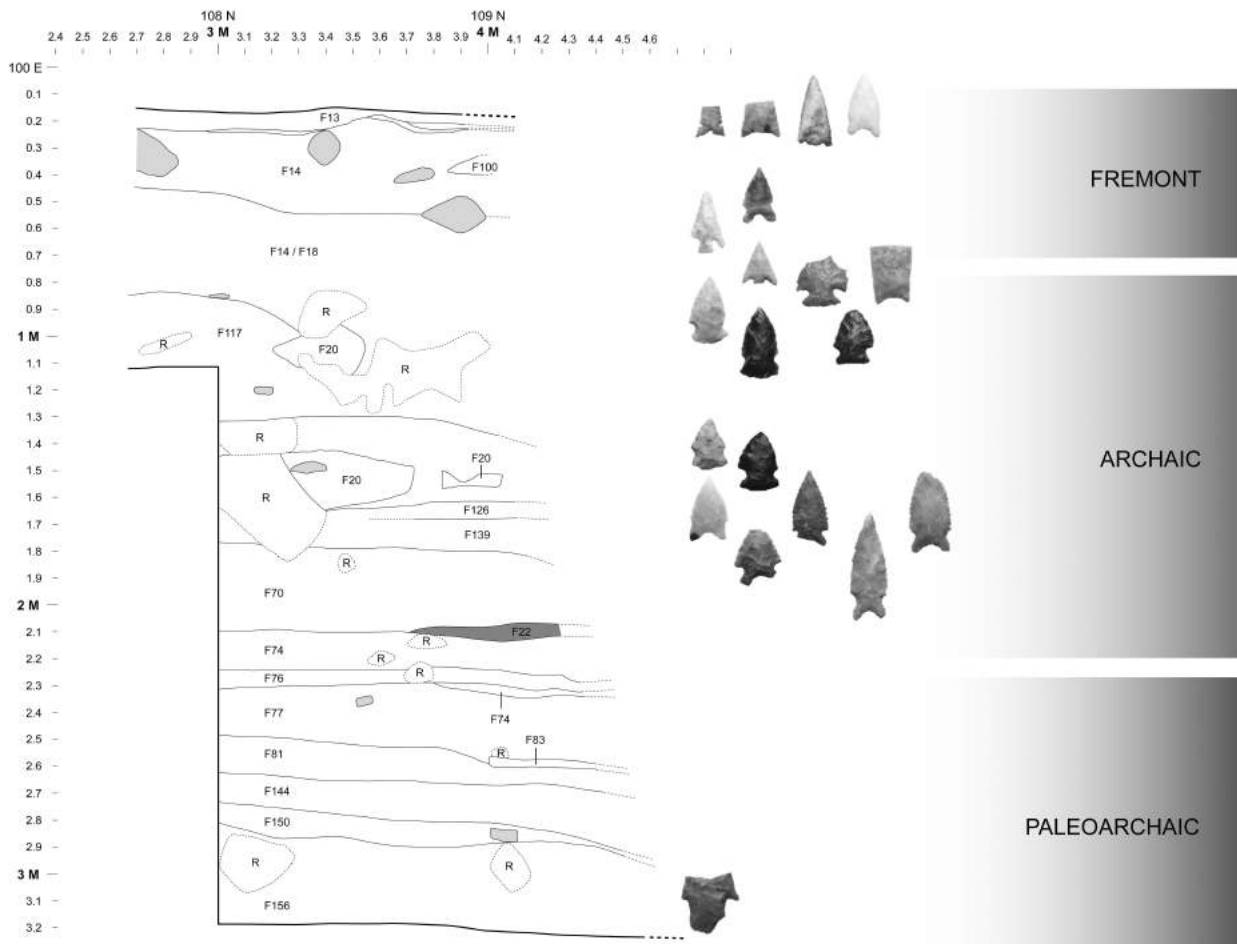 108 N 109 N
3 M 4 M
2.4 2.5 2.6 2.7 2.8 2.9 3.1 3.2 3.3 3.4 3.5 3.6 3.7 3.8 3.9 4.1 4.2 4.3 4.4 4.5 4.6
100 E
0.1
F13
0.2
0.3
F14 F100
0.4
FREMONT
0.5
0.6
F14 / F18
0.7
0.8
0.9
R
F117
1 M
R F20
R
1.1
1.2
1.3
R
1.4
F20
ARCHAIC
1.5
F20
R
1.6
F126
1.7
F139
1.8
R
1.9
F70
2 M
2.1
F22
R
F74
2.2
R
R
F76
2.3
F77
2.4
F74
2.5
F83
F81
R
2.6
F144
2.7
2.8
F150
PALEOARCHAIC
2.9
R
R
3 M
3.1
F156
3.2